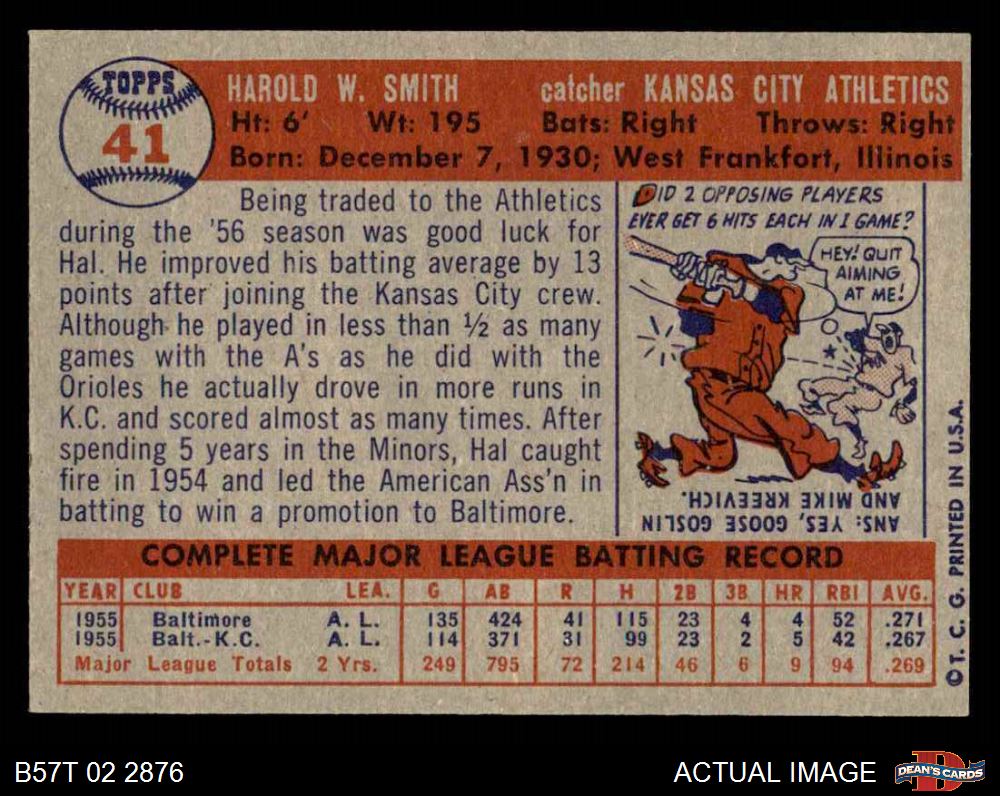 TOPPS
41
HAROLD W. SMITH catcher KANSAS CITY ATHLETICS
Ht: 6' Wt: 195 Bats: Right Throws: Right
Born: December 7, 1930; West Frankfort, Illinois
Being traded to the Athletics
during the '56 season was good luck for
Hal. He improved his batting average by 13
points after joining the Kansas City crew.
Although he played in less than ½ as many
games with the A's as he did with the
Orioles he actually drove in more runs in
K.C. and scored almost as many times. After
spending 5 years in the Minors, Hal caught
fire in 1954 and led the American Ass'n in
batting to win a promotion to Baltimore.
DID 2 OPPOSING PLAYERS
EVER GET 6 HITS EACH IN 1 GAME?
HEY! QUIT
AIMING
AT ME!
ANS: YES, GOOSE GOSLIN
AND MIKE KREEVICH.
COMPLETE MAJOR LEAGUE BATTING RECORD
YEAR CLUB LEA. G AB R H 2B 3B HR RBI AVG.
1955 Baltimore A. L. 135 424 41 115 23 4 4 52 .271
1955 Balt.-K.C. A. L. 114 371 31 99 23 2 5 42 .267
Major League Totals 2 Yrs. 249 795 72 214 46 6 9 94 .269
© T. C. G. PRINTED IN U.S.A.
B57T 02 2876
ACTUAL IMAGE
D
DEAN'S CARDS